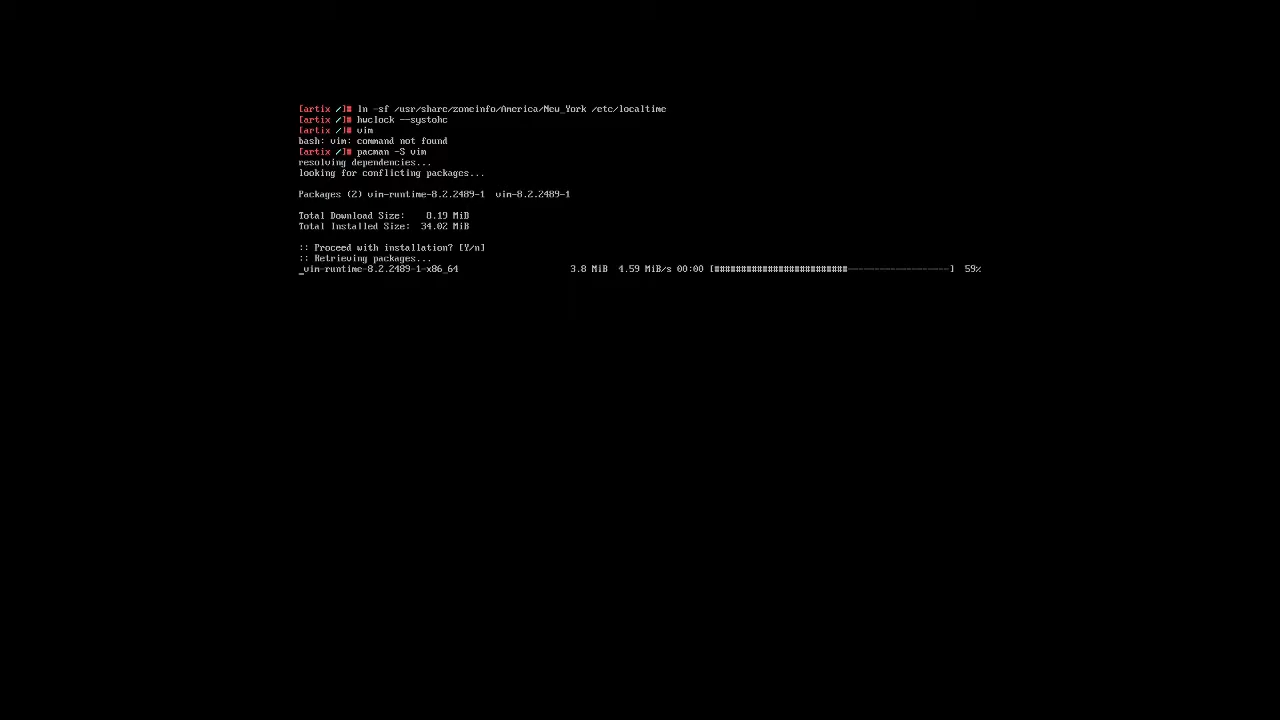 [artix /]# ln -sf /usr/share/zoneinfo/America/New_York /etc/localtime
[artix /]# hwclock --systohc
[artix /]# vim
bash: vim: command not found
[artix /]# pacman -S vim
resolving dependencies...
looking for conflicting packages...
Packages (2) vim-runtime-8.2.2489-1  vim-8.2.2489-1
Total Download Size:    8.19 MiB
Total Installed Size:  34.02 MiB
:: Proceed with installation? [Y/n]
:: Retrieving packages...
_vim-runtime-8.2.2489-1-x86_64                     3.8 MiB  4.59 MiB/s 00:00 [#########################-------------------]  59%